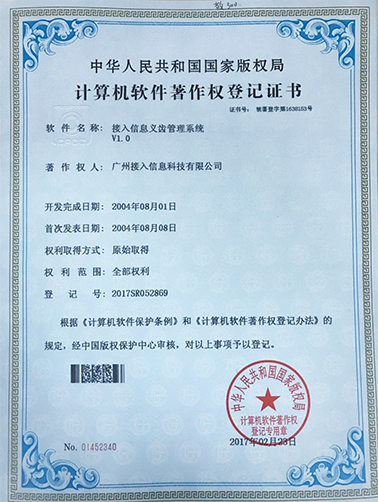 中华人民共和国国家版权局
计算机软件著作权登记证书
证书号: 软著登字第1638153号
软件名称: 接入信息义齿管理系统
V1.0
著作权人: 广州接入信息科技有限公司
开发完成日期: 2004年08月01日
首次发表日期: 2004年08月08日
权利取得方式: 原始取得
权利范围: 全部权利
登记号: 2017SR052869
根据《计算机软件保护条例》和《计算机软件著作权登记办法》的
规定,经中国版权保护中心审核,对以上事项予以登记。
中华人民共和国国家版权局
计算机软件著作权
登记专用章
2017年02月23日
No. 01452340